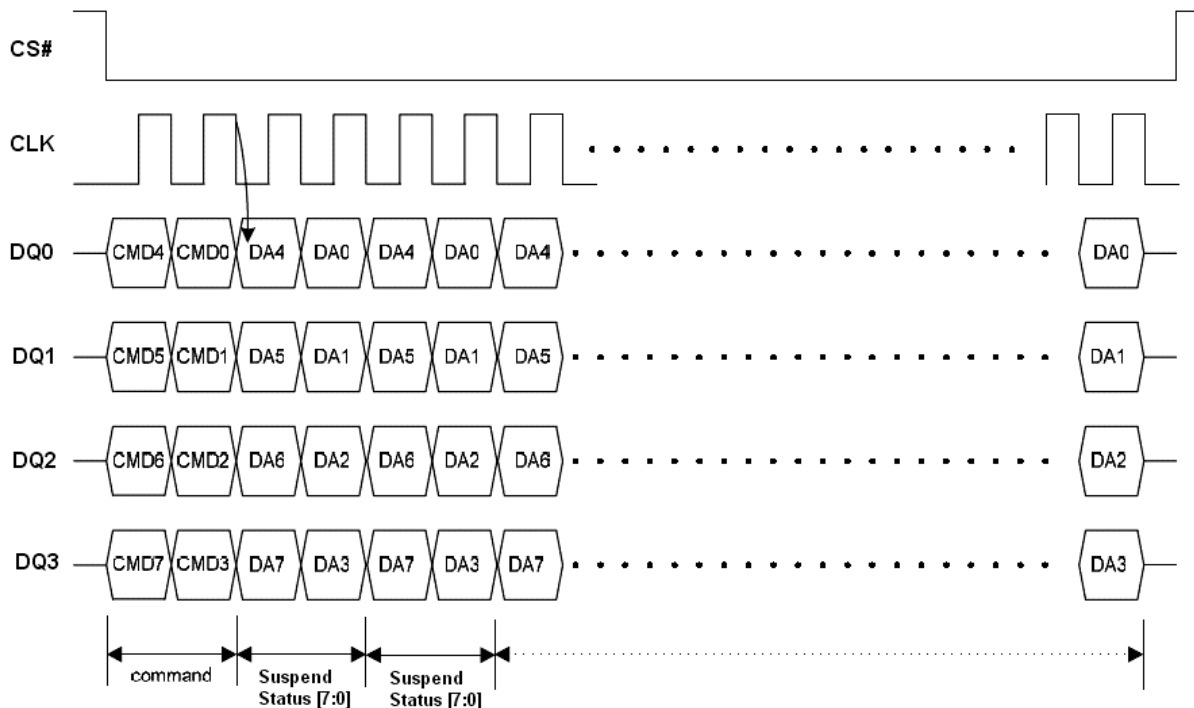 CS#
CLK
DQ0 CMD4 CMD0 DA4 DA0 DA4 DA0 DA4 DA0
DQ1 CMD5 CMD1 DA5 DA1 DA5 DA1 DA5 DA1
DQ2 CMD6 CMD2 DA6 DA2 DA6 DA2 DA6 DA2
DQ3 CMD7 CMD3 DA7 DA3 DA7 DA3 DA7 DA3
command
Suspend
Status [7:0]
Suspend
Status [7:0]